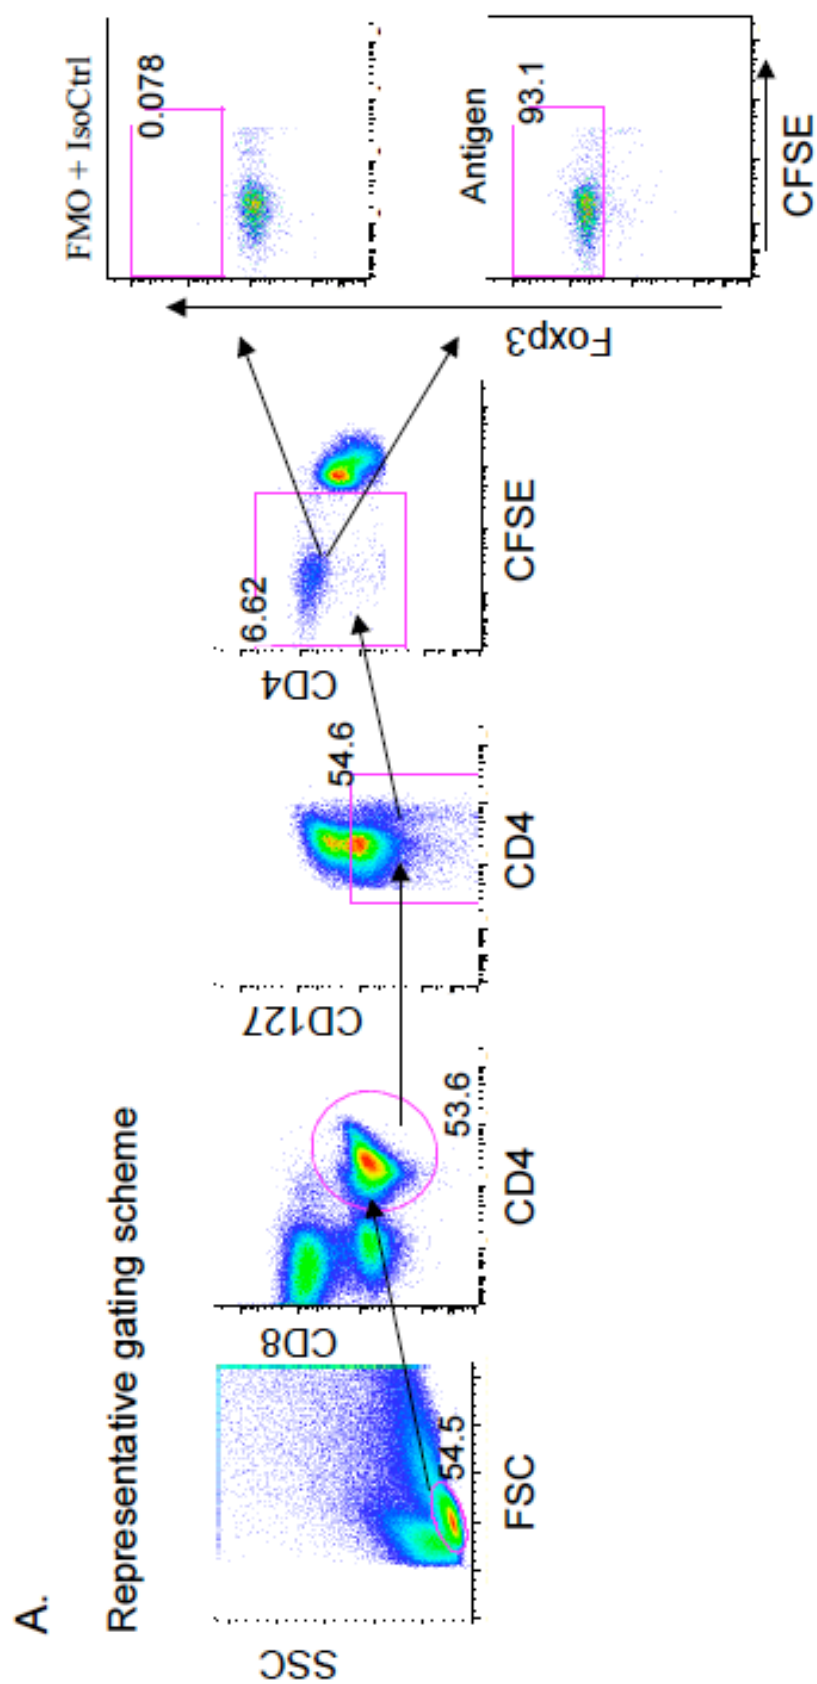 A.
Representative gating scheme
SSC
54.5
FSC
CD8
53.6
CD4
CD127
54.6
CD4
CD4
6.62
CFSE
Foxp3
FMO + IsoCtrl
0.078
Antigen
93.1
CFSE